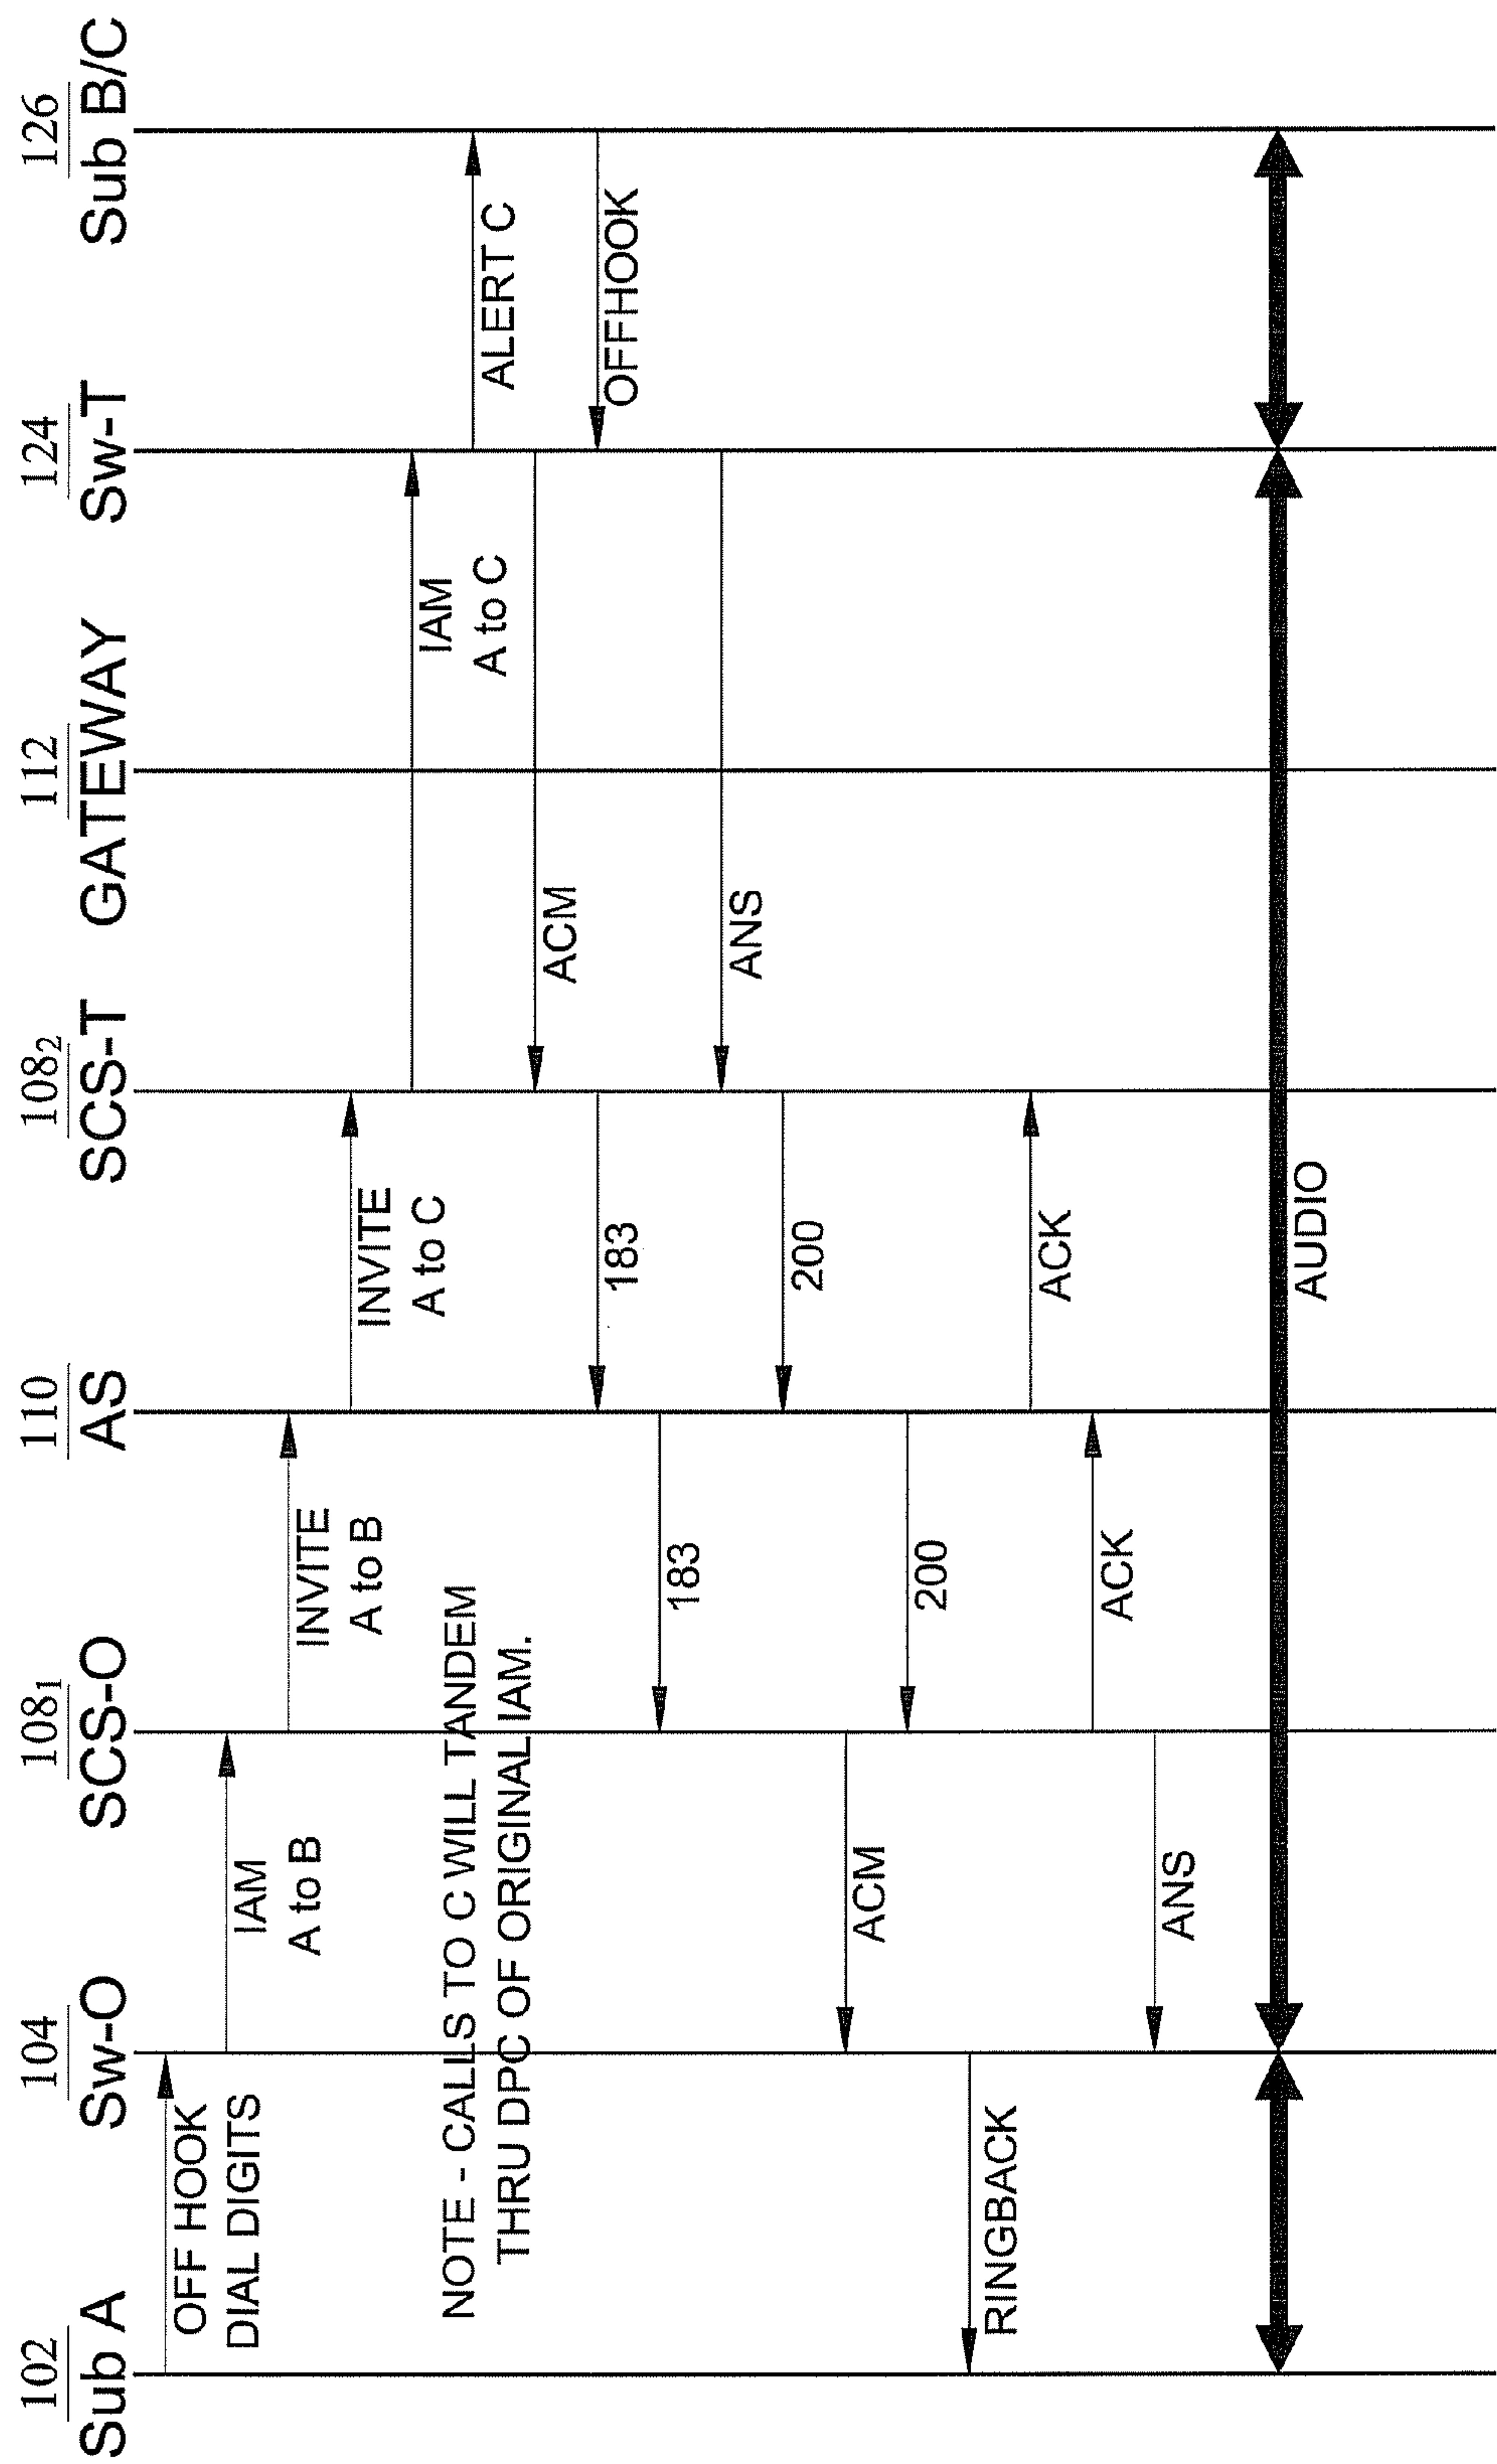 102
Sub A
104
Sw-O
108₁
SCS-O
110
AS
108₂
SCS-T
112
GATEWAY
124
Sw-T
126
Sub B/C
OFF HOOK
DIAL DIGITS
IAM
A to B
INVITE
A to B
INVITE
A to C
IAM
A to C
NOTE - CALLS TO C WILL TANDEM
THRU DPC OF ORIGINAL IAM.
ALERT C
ACM
183
OFFHOOK
183
ANS
200
ACM
200
RINGBACK
ACK
ACK
ANS
AUDIO